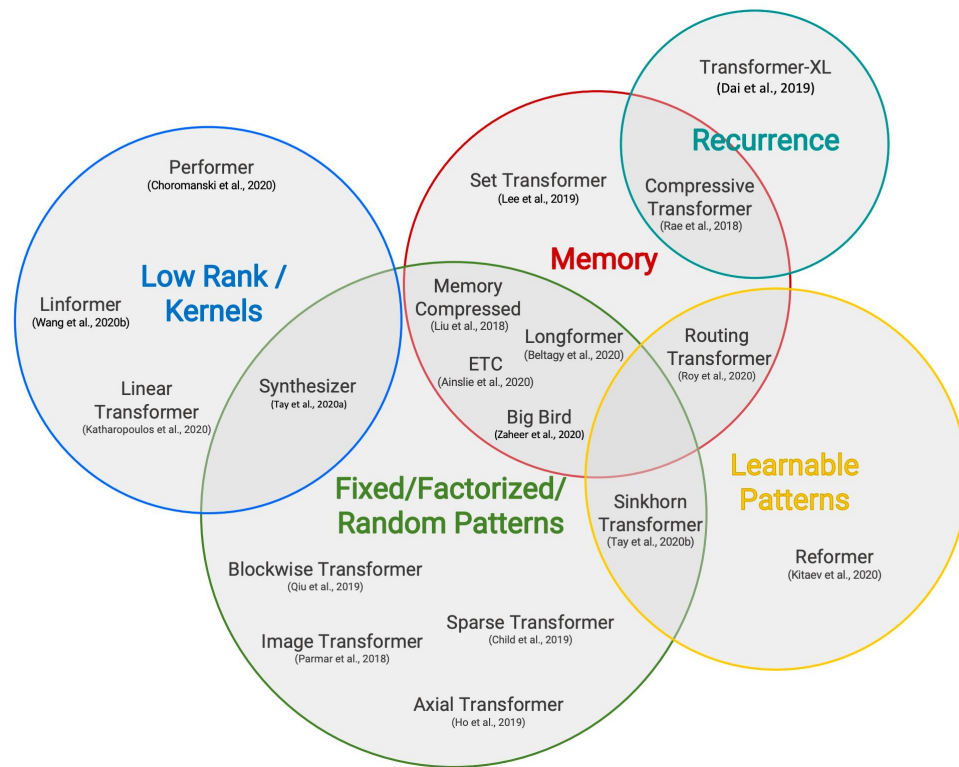 Transformer-XL
(Dai et al., 2019)
Recurrence
Performer
(Choromanski et al., 2020)
Set Transformer
(Lee et al., 2019)
Compressive
Transformer
(Rae et al., 2018)
Memory
Low Rank /
Kernels
Linformer
(Wang et al., 2020b)
Memory
Compressed
(Liu et al., 2018)
Longformer
(Beltagy et al., 2020)
Routing
Transformer
(Roy et al., 2020)
ETC
(Ainslie et al., 2020)
Linear
Transformer
(Katharopoulos et al., 2020)
Synthesizer
(Tay et al., 2020a)
Big Bird
(Zaheer et al., 2020)
Learnable
Patterns
Fixed/Factorized/
Random Patterns
Sinkhorn
Transformer
(Tay et al., 2020b)
Reformer
(Kitaev et al., 2020)
Blockwise Transformer
(Qiu et al., 2019)
Sparse Transformer
(Child et al., 2019)
Image Transformer
(Parmar et al., 2018)
Axial Transformer
(Ho et al., 2019)